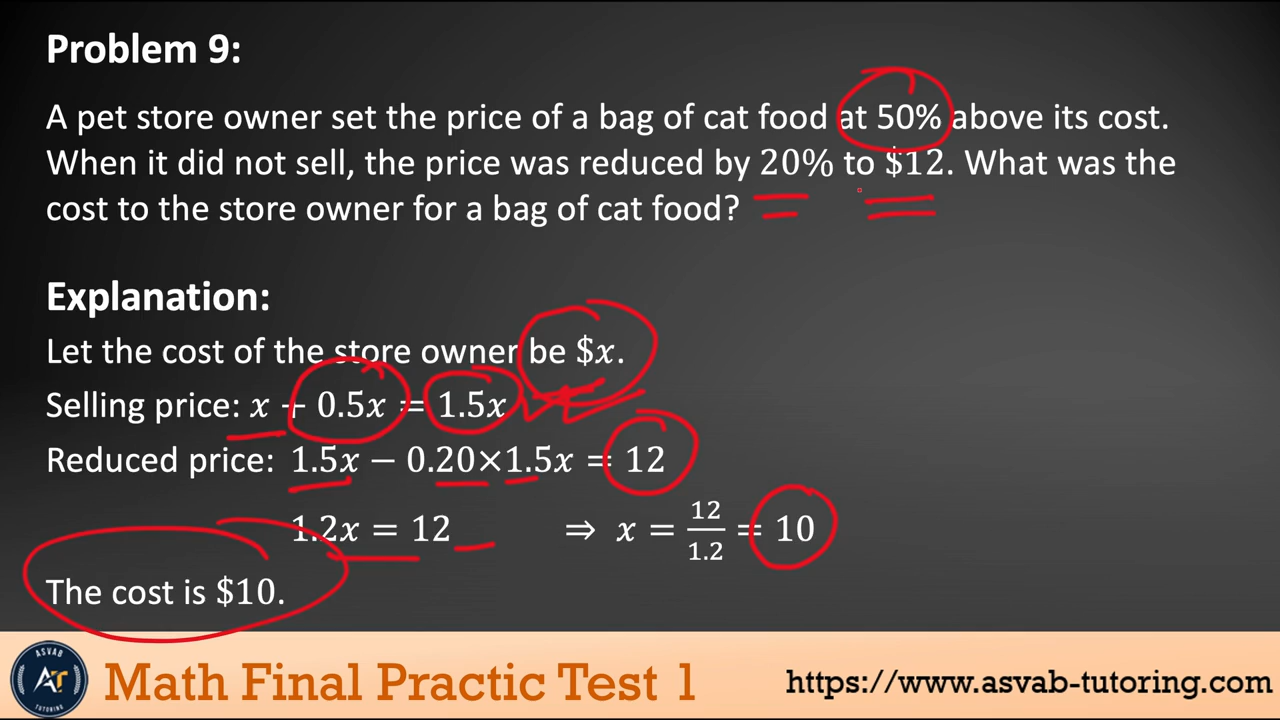 Problem 9:
A pet store owner set the price of a bag of cat food at 50% above its cost.
When it did not sell, the price was reduced by 20% to $12. What was the
cost to the store owner for a bag of cat food?
Explanation:
Let the cost of the store owner be $x.
Selling price: x + 0.5x = 1.5x
Reduced price: 1.5x − 0.20×1.5x = 12
1.2x = 12 ⇒ x = 12/1.2 = 10
The cost is $10.
ASVAB
AT
TUTORING
Math Final Practic Test 1
https://www.asvab-tutoring.com